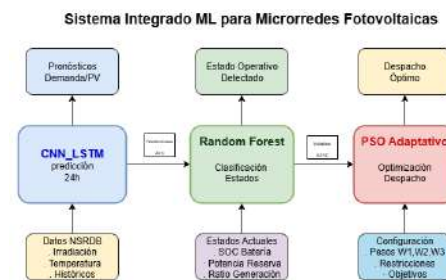 Sistema Integrado ML para Microrredes Fotovoltaicas
Pronósticos
Demanda/PV
Estado Operativo
Detectado
Despacho
Óptimo
CNN_LSTM
predicción
24h
Random Forest
Clasificación
Estados
PSO Adaptativo
Optimización
Despacho
Datos NSRDB
. Irradiación
. Temperatura
. Históricos
Estados Actuales
. SOC Batería
. Potencia Reserva
. Ratio Generación
Configuración
. Pesos W1,W2,W3
. Restricciones
. Objetivos